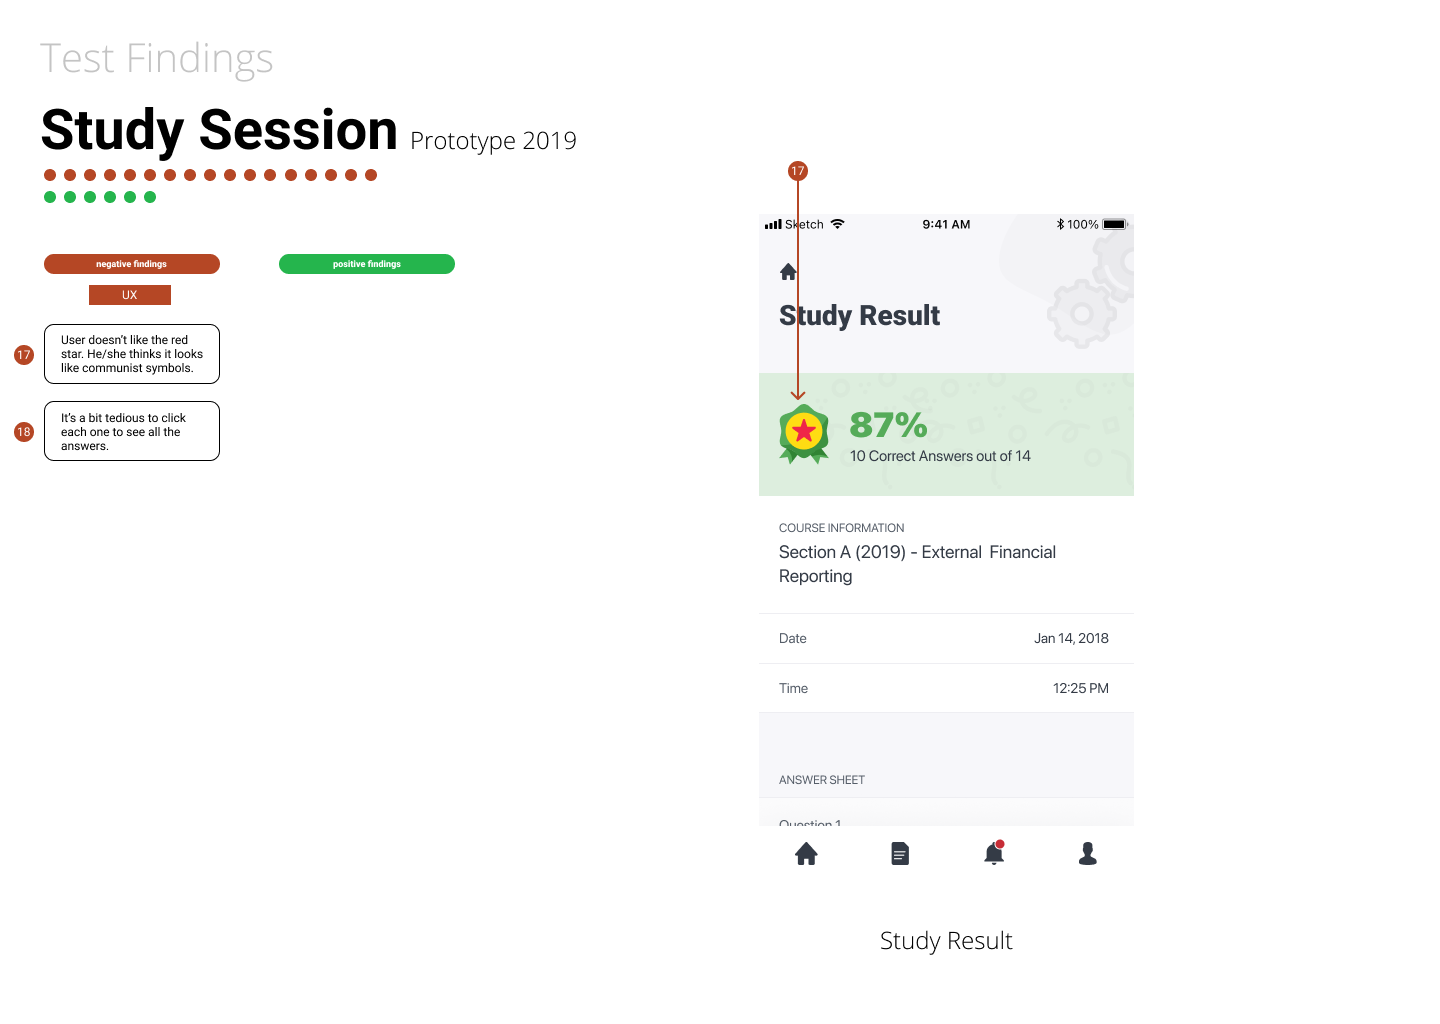 Test Findings
Study Session Prototype 2019
negative findings
positive findings
UX
17
User doesn't like the red
star. He/she thinks it looks
like communist symbols.
18
It's a bit tedious to click
each one to see all the
answers.
17
Sketch 9:41 AM 100%
Study Result
87%
10 Correct Answers out of 14
COURSE INFORMATION
Section A (2019) - External Financial
Reporting
Date Jan 14, 2018
Time 12:25 PM
ANSWER SHEET
Question 1
Study Result